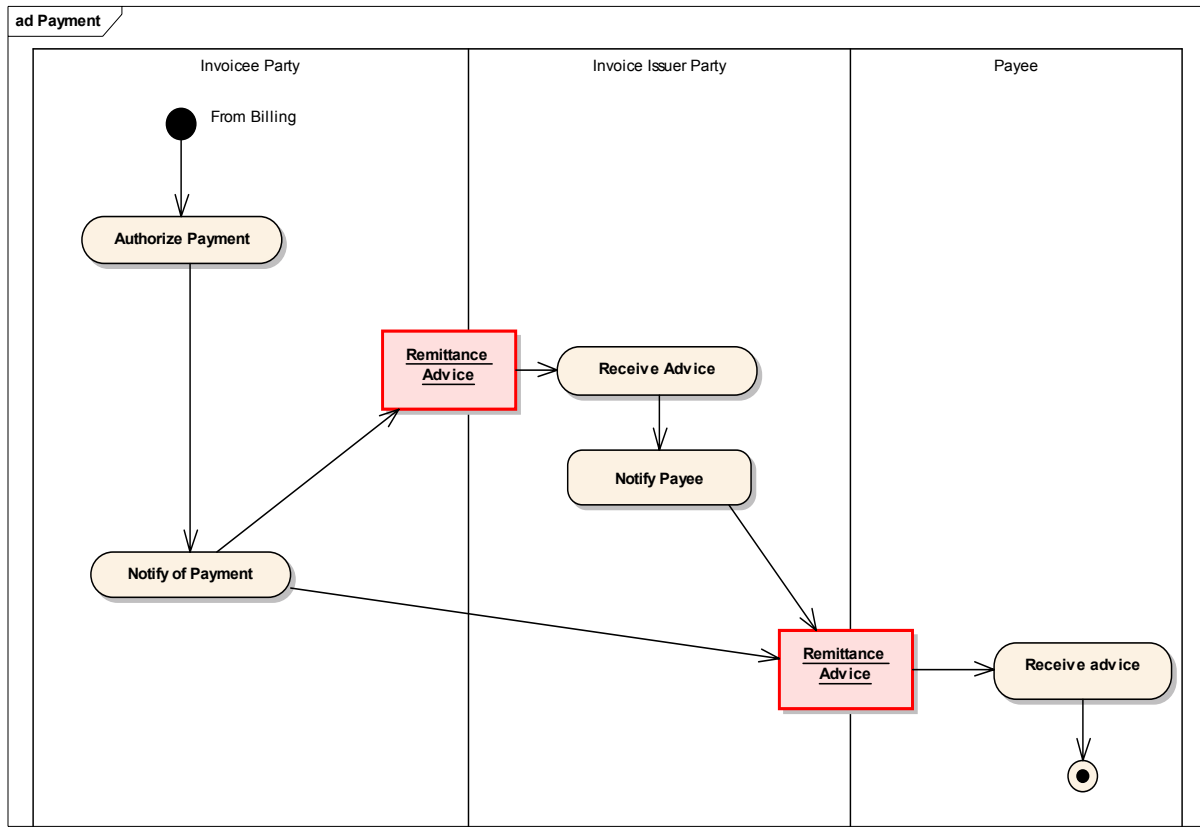 ad Payment
Invoicee Party
Invoice Issuer Party
Payee
From Billing
Authorize Payment
Remittance
Advice
Receive Advice
Notify Payee
Notify of Payment
Remittance
Advice
Receive advice